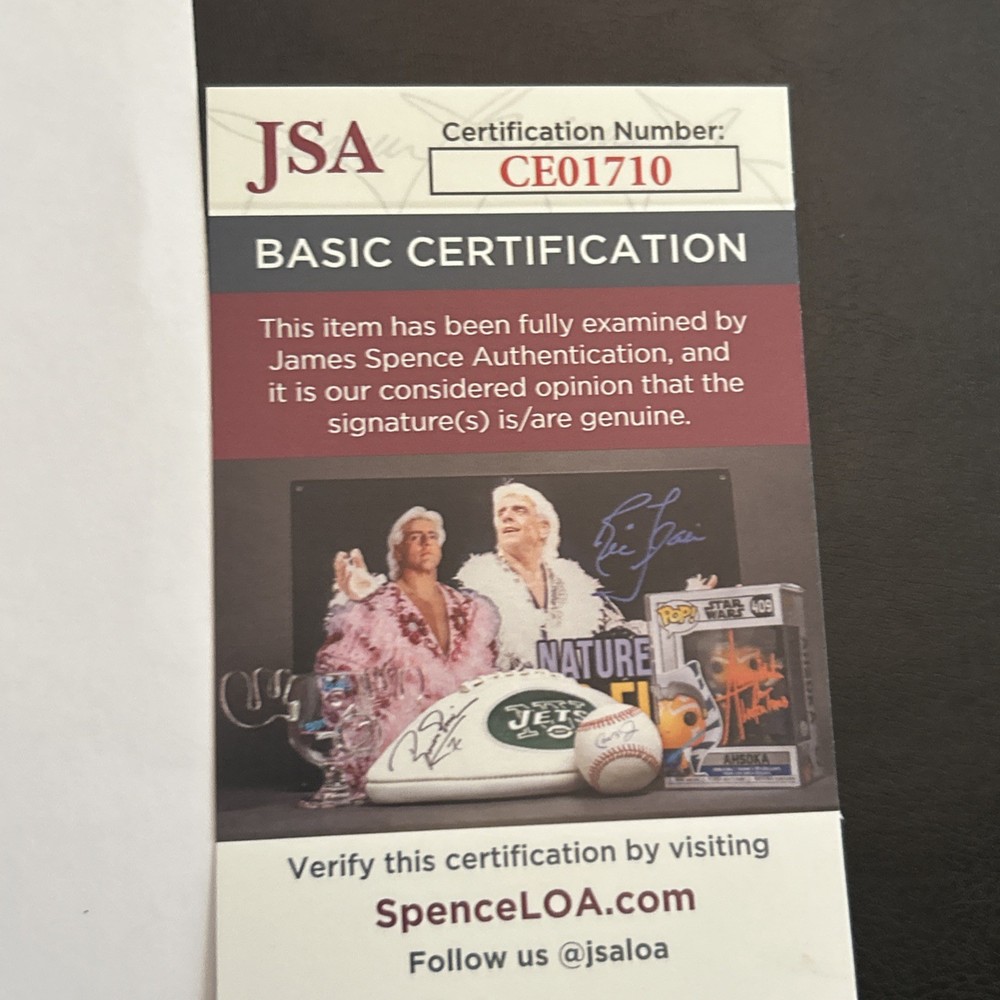 JSA
Certification Number:
CE01710
BASIC CERTIFICATION
This item has been fully examined by
James Spence Authentication, and
it is our considered opinion that the
signature(s) is/are genuine.
Ric Flair
NATURE
POP!
STAR
WARS
409
JETS
AHSOKA
Verify this certification by visiting
SpenceLOA.com
Follow us @jsaloa